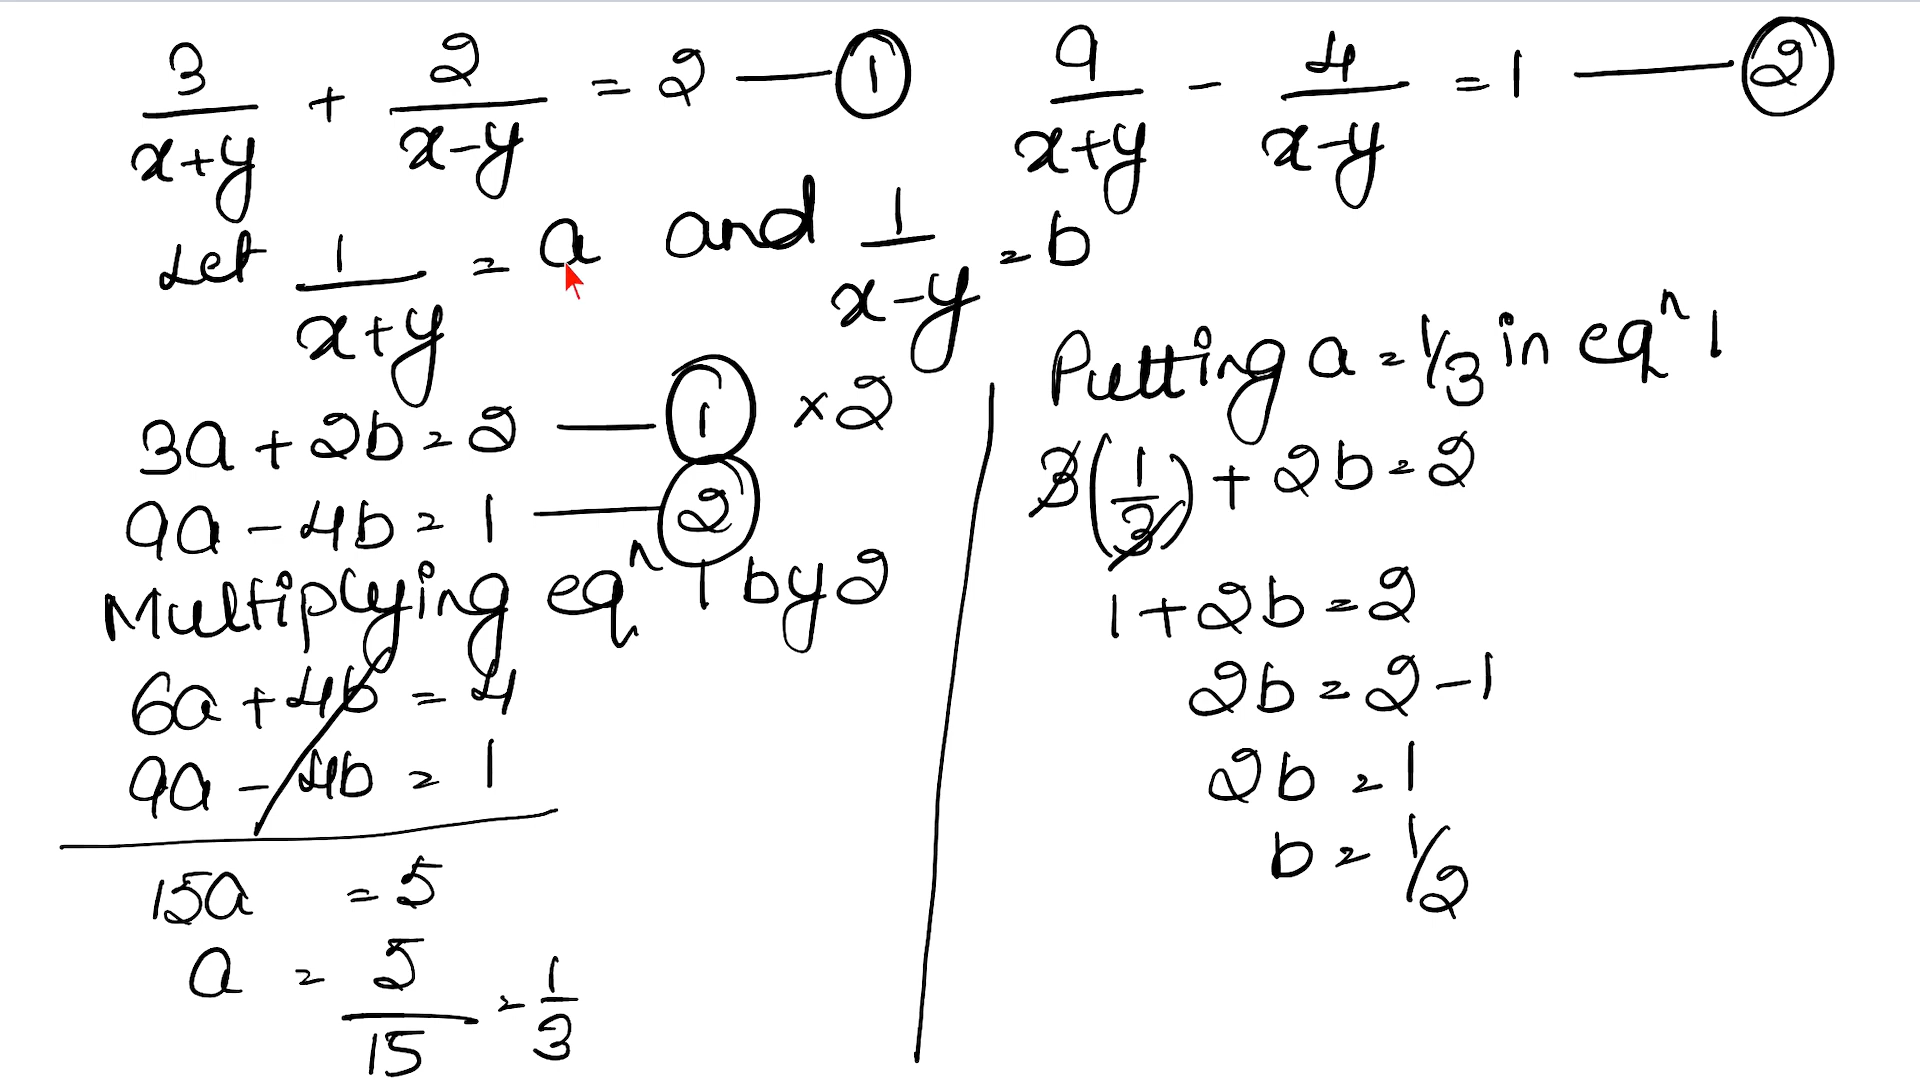 3/(x+y) + 2/(x-y) = 2 — ①
9/(x+y) - 4/(x-y) = 1 — ②
Let 1/(x+y) = a and 1/(x-y) = b
3a + 2b = 2 — ① ×2
9a - 4b = 1 — ②
Multiplying eqⁿ 1 by 2
6a + 4b = 4
9a - 4b = 1
15a = 5
a = 5/15 = 1/3
Putting a = 1/3 in eqⁿ 1
3(1/3) + 2b = 2
1 + 2b = 2
2b = 2 - 1
2b = 1
b = 1/2